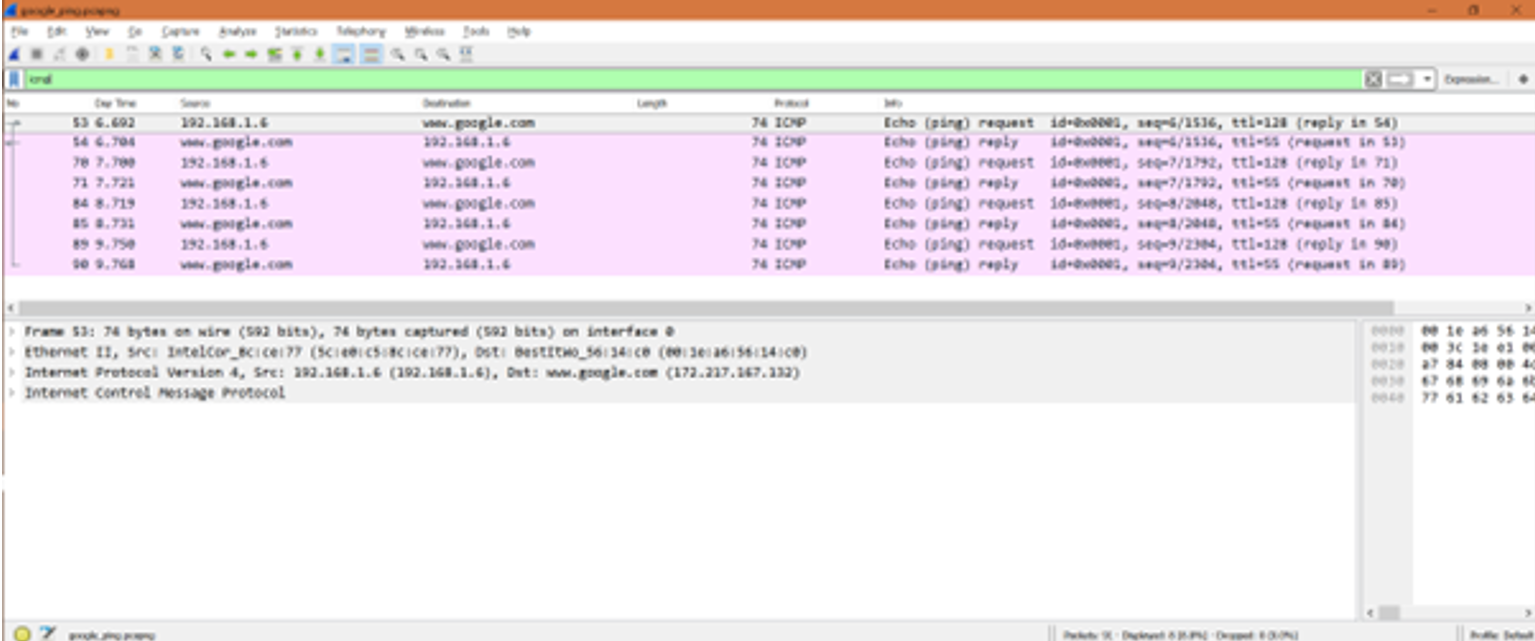 google_ping.pcapng
File Edit View Go Capture Analyze Statistics Telephony Wireless Tools Help
icmp
Expression...
No Day Time Source Destination Length Protocol Info
53 6.692 192.168.1.6 www.google.com 74 ICMP Echo (ping) request id=0x0001, seq=6/1536, ttl=128 (reply in 54)
54 6.704 www.google.com 192.168.1.6 74 ICMP Echo (ping) reply id=0x0001, seq=6/1536, ttl=55 (request in 53)
70 7.700 192.168.1.6 www.google.com 74 ICMP Echo (ping) request id=0x0001, seq=7/1792, ttl=128 (reply in 71)
71 7.721 www.google.com 192.168.1.6 74 ICMP Echo (ping) reply id=0x0001, seq=7/1792, ttl=55 (request in 70)
84 8.719 192.168.1.6 www.google.com 74 ICMP Echo (ping) request id=0x0001, seq=8/2048, ttl=128 (reply in 85)
85 8.731 www.google.com 192.168.1.6 74 ICMP Echo (ping) reply id=0x0001, seq=8/2048, ttl=55 (request in 84)
89 9.750 192.168.1.6 www.google.com 74 ICMP Echo (ping) request id=0x0001, seq=9/2304, ttl=128 (reply in 90)
90 9.768 www.google.com 192.168.1.6 74 ICMP Echo (ping) reply id=0x0001, seq=9/2304, ttl=55 (request in 89)
Frame 53: 74 bytes on wire (592 bits), 74 bytes captured (592 bits) on interface 0
Ethernet II, Src: IntelCor_8c:ce:77 (5c:e0:c5:8c:ce:77), Dst: BestItWo_56:14:c0 (00:1e:a6:56:14:c0)
Internet Protocol Version 4, Src: 192.168.1.6 (192.168.1.6), Dst: www.google.com (172.217.167.132)
Internet Control Message Protocol
0000 00 1e a6 56 14
0010 00 3c 1e e1 00
0020 a7 84 08 00 4d
0030 67 68 69 6a 6b
0040 77 61 62 63 64
google_ping.pcapng
Packets: 91 · Displayed: 8 (8.8%) · Dropped: 0 (0.0%)
Profile: Default